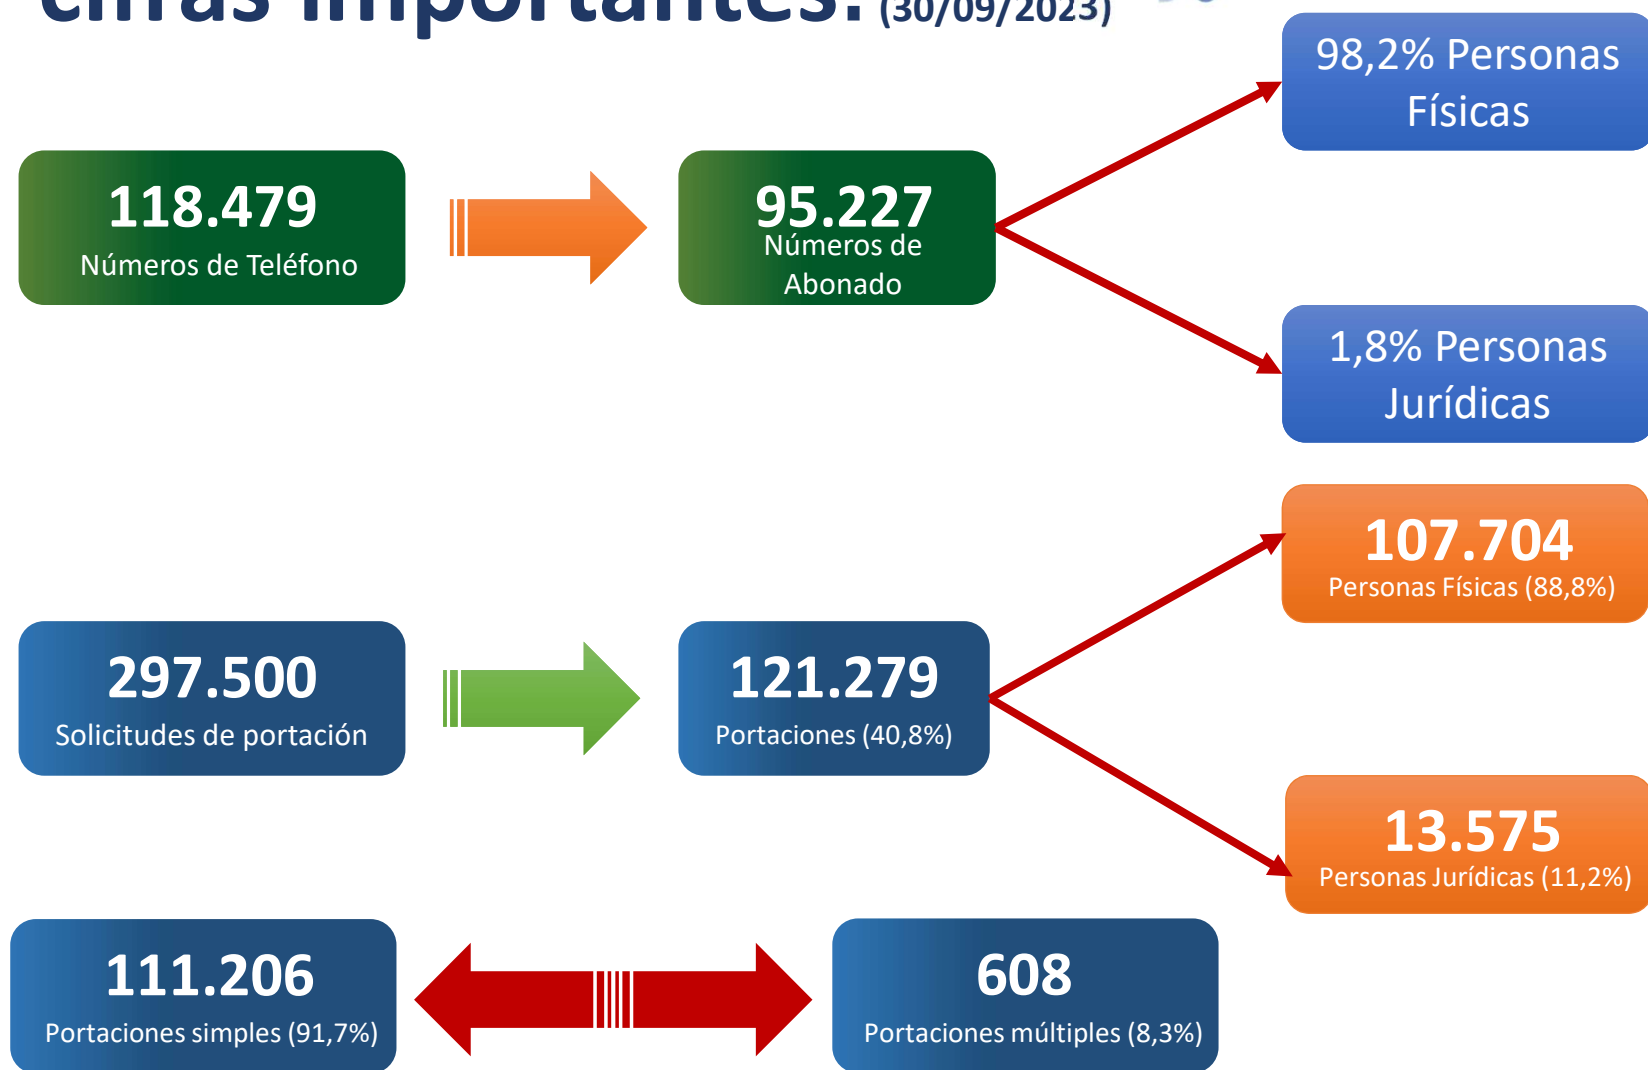 cifras importantes. (30/09/2023)
98,2% Personas
Físicas
118.479
Números de Teléfono
95.227
Números de
Abonado
1,8% Personas
Jurídicas
107.704
Personas Físicas (88,8%)
297.500
Solicitudes de portación
121.279
Portaciones (40,8%)
13.575
Personas Jurídicas (11,2%)
111.206
Portaciones simples (91,7%)
608
Portaciones múltiples (8,3%)